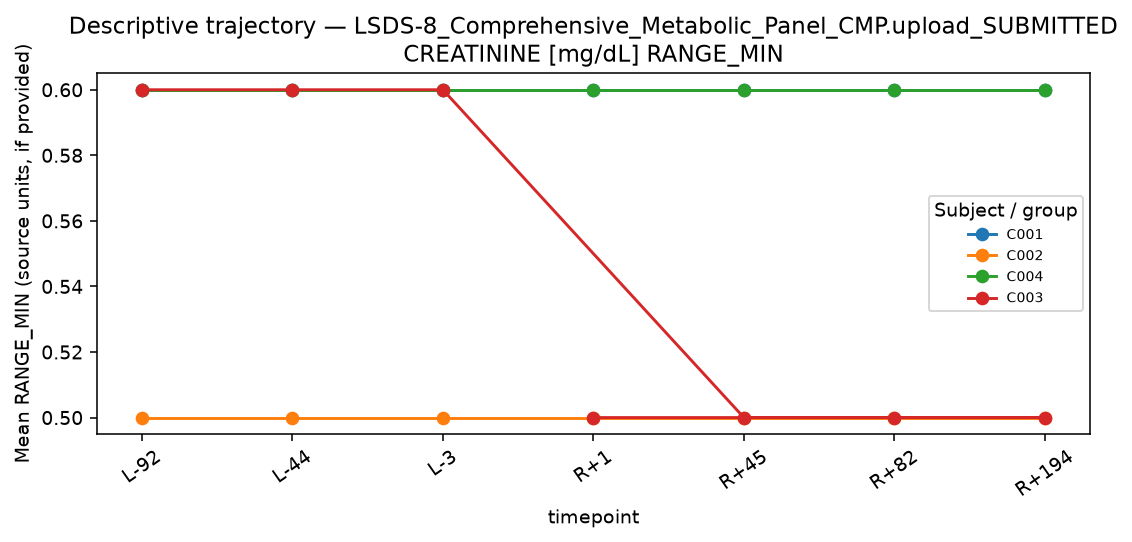 Descriptive trajectory — LSDS-8_Comprehensive_Metabolic_Panel_CMP.upload_SUBMITTED
CREATININE [mg/dL] RANGE_MIN
Mean RANGE_MIN (source units, if provided)
0.60
0.58
0.56
0.54
0.52
0.50
Subject / group
C001
C002
C004
C003
L-92
L-44
L-3
R+1
R+45
R+82
R+194
timepoint